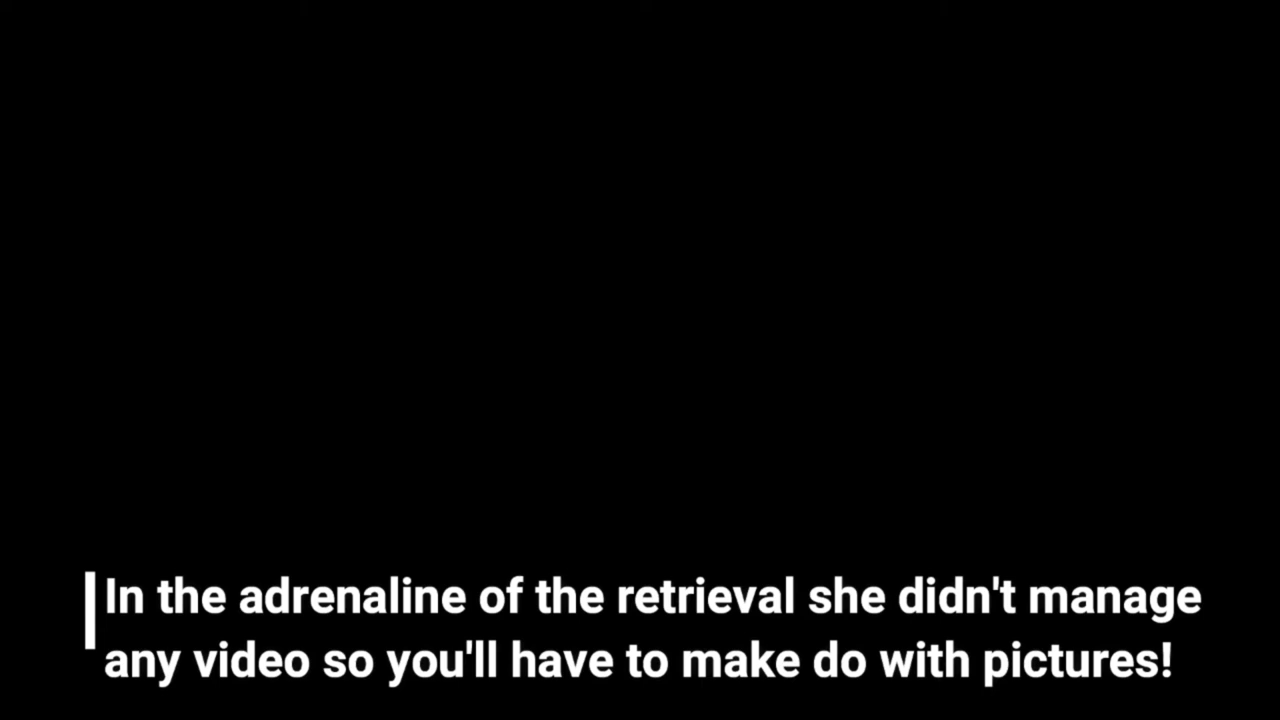 In the adrenaline of the retrieval she didn't manage
any video so you'll have to make do with pictures!